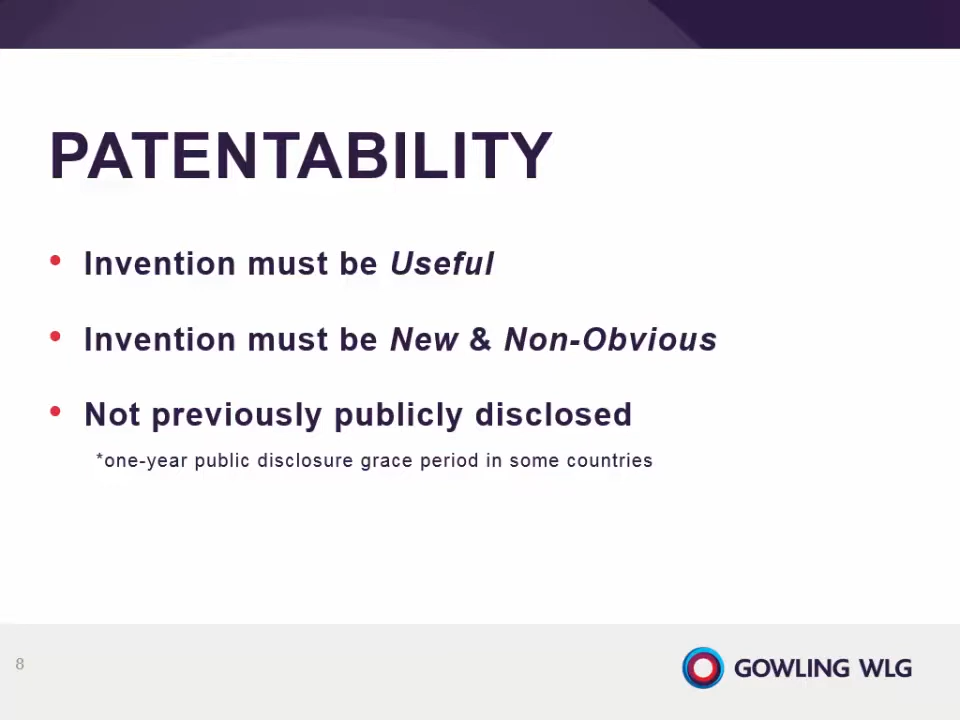 PATENTABILITY
• Invention must be Useful
• Invention must be New & Non-Obvious
• Not previously publicly disclosed
*one-year public disclosure grace period in some countries
8
GOWLING WLG